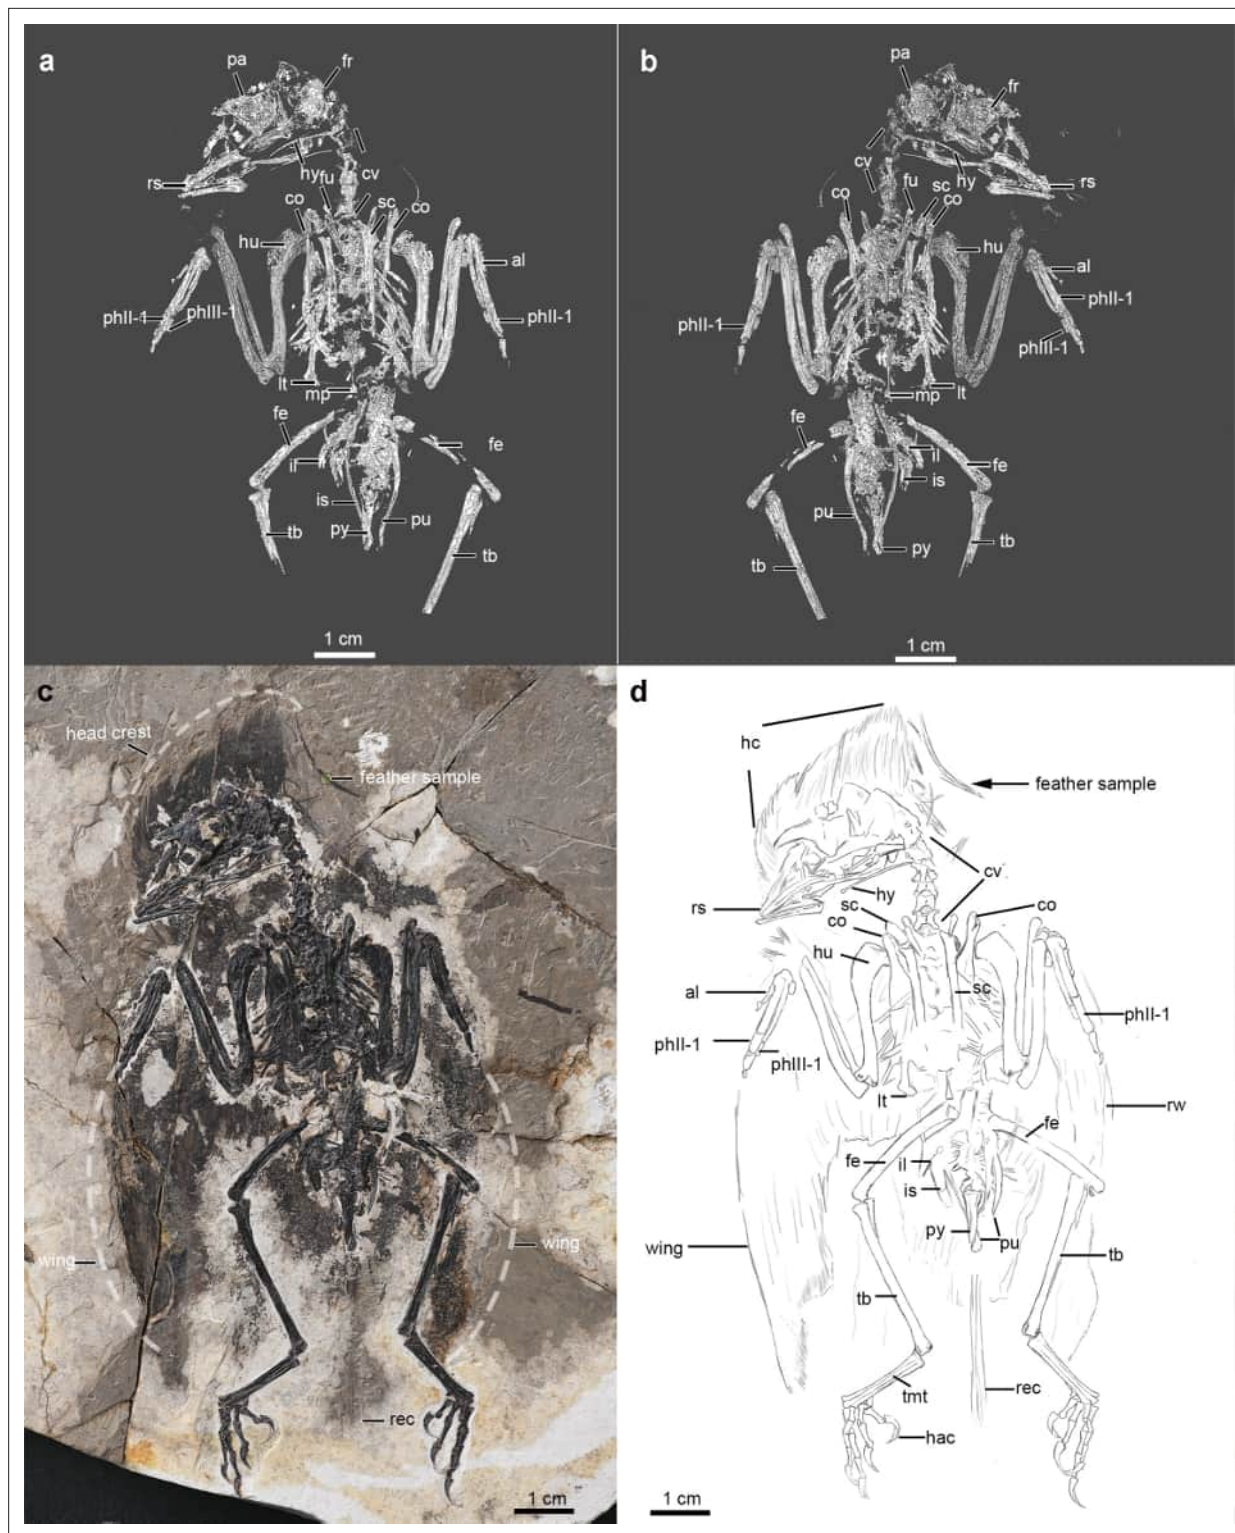 a
pa
fr
rs
hy
fu
cv
co
sc
co
hu
al
phII-1
phIII-1
phII-1
lt
mp
fe
fe
il
is
pu
py
tb
tb
1 cm
b
pa
fr
cv
hy
rs
co
fu
sc
co
hu
al
phII-1
phII-1
phIII-1
lt
mp
fe
il
fe
is
pu
py
tb
tb
1 cm
c
head crest
feather sample
wing
wing
rec
1 cm
d
hc
feather sample
cv
hy
rs
sc
co
co
hu
al
sc
phII-1
phII-1
phIII-1
lt
rw
fe
fe
il
is
py
pu
wing
tb
tb
rec
tmt
hac
1 cm